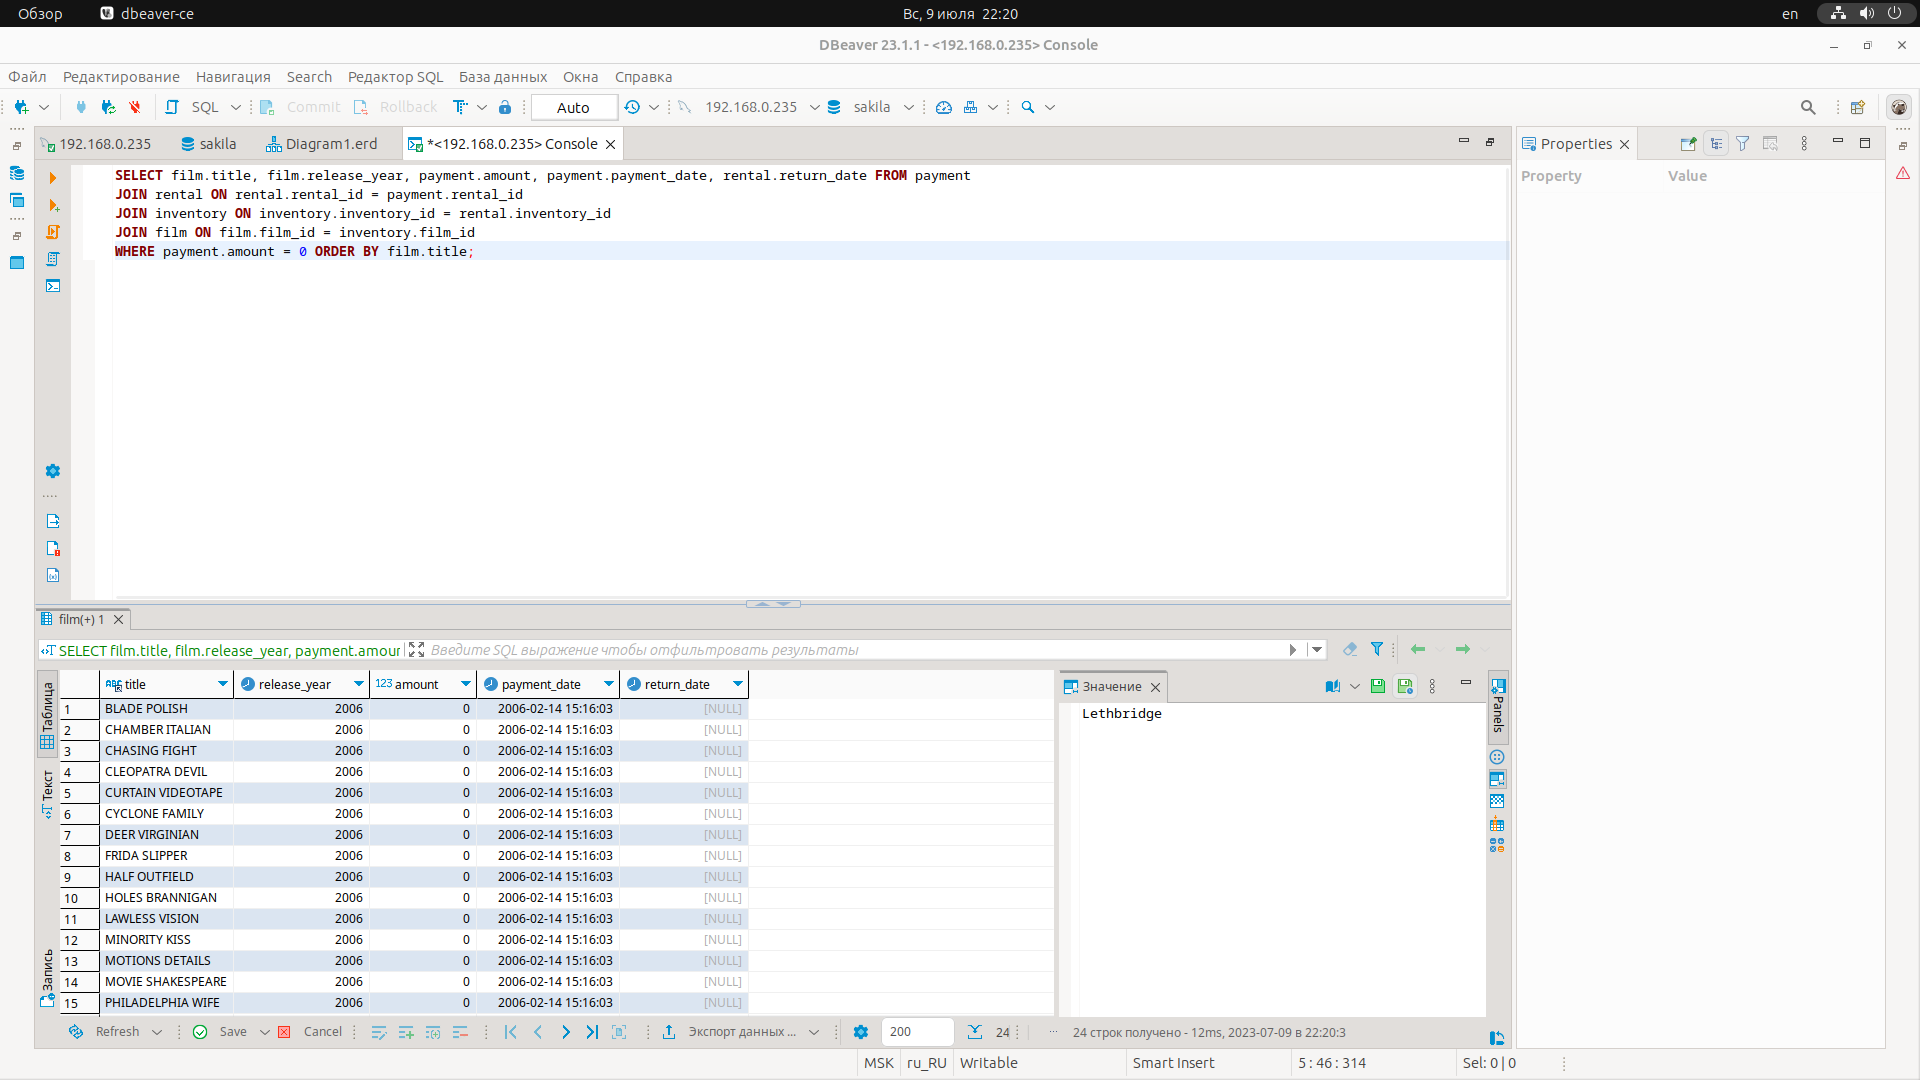 Обзор dbeaver-ce Вс, 9 июля 22:20 en
DBeaver 23.1.1 - <192.168.0.235> Console
Файл Редактирование Навигация Search Редактор SQL База данных Окна Справка
SQL Commit Rollback Auto 192.168.0.235 sakila
192.168.0.235 sakila Diagram1.erd *<192.168.0.235> Console
Properties
Property Value
SELECT film.title, film.release_year, payment.amount, payment.payment_date, rental.return_date FROM payment
JOIN rental ON rental.rental_id = payment.rental_id
JOIN inventory ON inventory.inventory_id = rental.inventory_id
JOIN film ON film.film_id = inventory.film_id
WHERE payment.amount = 0 ORDER BY film.title;
film(+) 1
SELECT film.title, film.release_year, payment.amour Введите SQL выражение чтобы отфильтровать результаты
Таблица
Текст
Запись
title release_year 123 amount payment_date return_date
1 BLADE POLISH 2006 0 2006-02-14 15:16:03 [NULL]
2 CHAMBER ITALIAN 2006 0 2006-02-14 15:16:03 [NULL]
3 CHASING FIGHT 2006 0 2006-02-14 15:16:03 [NULL]
4 CLEOPATRA DEVIL 2006 0 2006-02-14 15:16:03 [NULL]
5 CURTAIN VIDEOTAPE 2006 0 2006-02-14 15:16:03 [NULL]
6 CYCLONE FAMILY 2006 0 2006-02-14 15:16:03 [NULL]
7 DEER VIRGINIAN 2006 0 2006-02-14 15:16:03 [NULL]
8 FRIDA SLIPPER 2006 0 2006-02-14 15:16:03 [NULL]
9 HALF OUTFIELD 2006 0 2006-02-14 15:16:03 [NULL]
10 HOLES BRANNIGAN 2006 0 2006-02-14 15:16:03 [NULL]
11 LAWLESS VISION 2006 0 2006-02-14 15:16:03 [NULL]
12 MINORITY KISS 2006 0 2006-02-14 15:16:03 [NULL]
13 MOTIONS DETAILS 2006 0 2006-02-14 15:16:03 [NULL]
14 MOVIE SHAKESPEARE 2006 0 2006-02-14 15:16:03 [NULL]
15 PHILADELPHIA WIFE 2006 0 2006-02-14 15:16:03 [NULL]
Значение
Lethbridge
Panels
Refresh Save Cancel Экспорт данных ... 200 24 24 строк получено - 12ms, 2023-07-09 в 22:20:3
MSK ru_RU Writable Smart Insert 5 : 46 : 314 Sel: 0 | 0